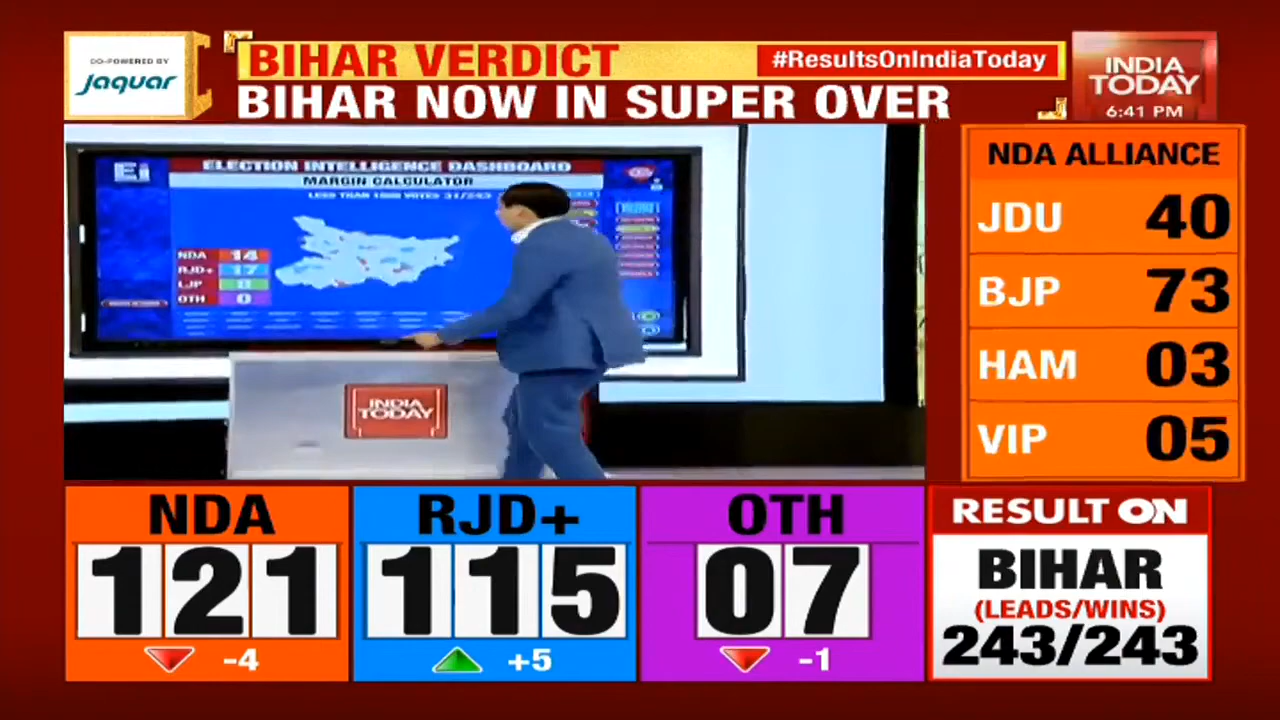 CO-POWERED BY
Jaquar
BIHAR VERDICT
#ResultsOnIndiaToday
BIHAR NOW IN SUPER OVER
INDIA
TODAY
6:41 PM
Ei
ELECTION INTELLIGENCE DASHBOARD
MARGIN CALCULATOR
NDA 14
RJD+ 17
LJP 0
OTH 0
INDIA
TODAY
NDA ALLIANCE
JDU 40
BJP 73
HAM 03
VIP 05
NDA
121
-4
RJD+
115
+5
OTH
07
-1
RESULT ON
BIHAR
(LEADS/WINS)
243/243